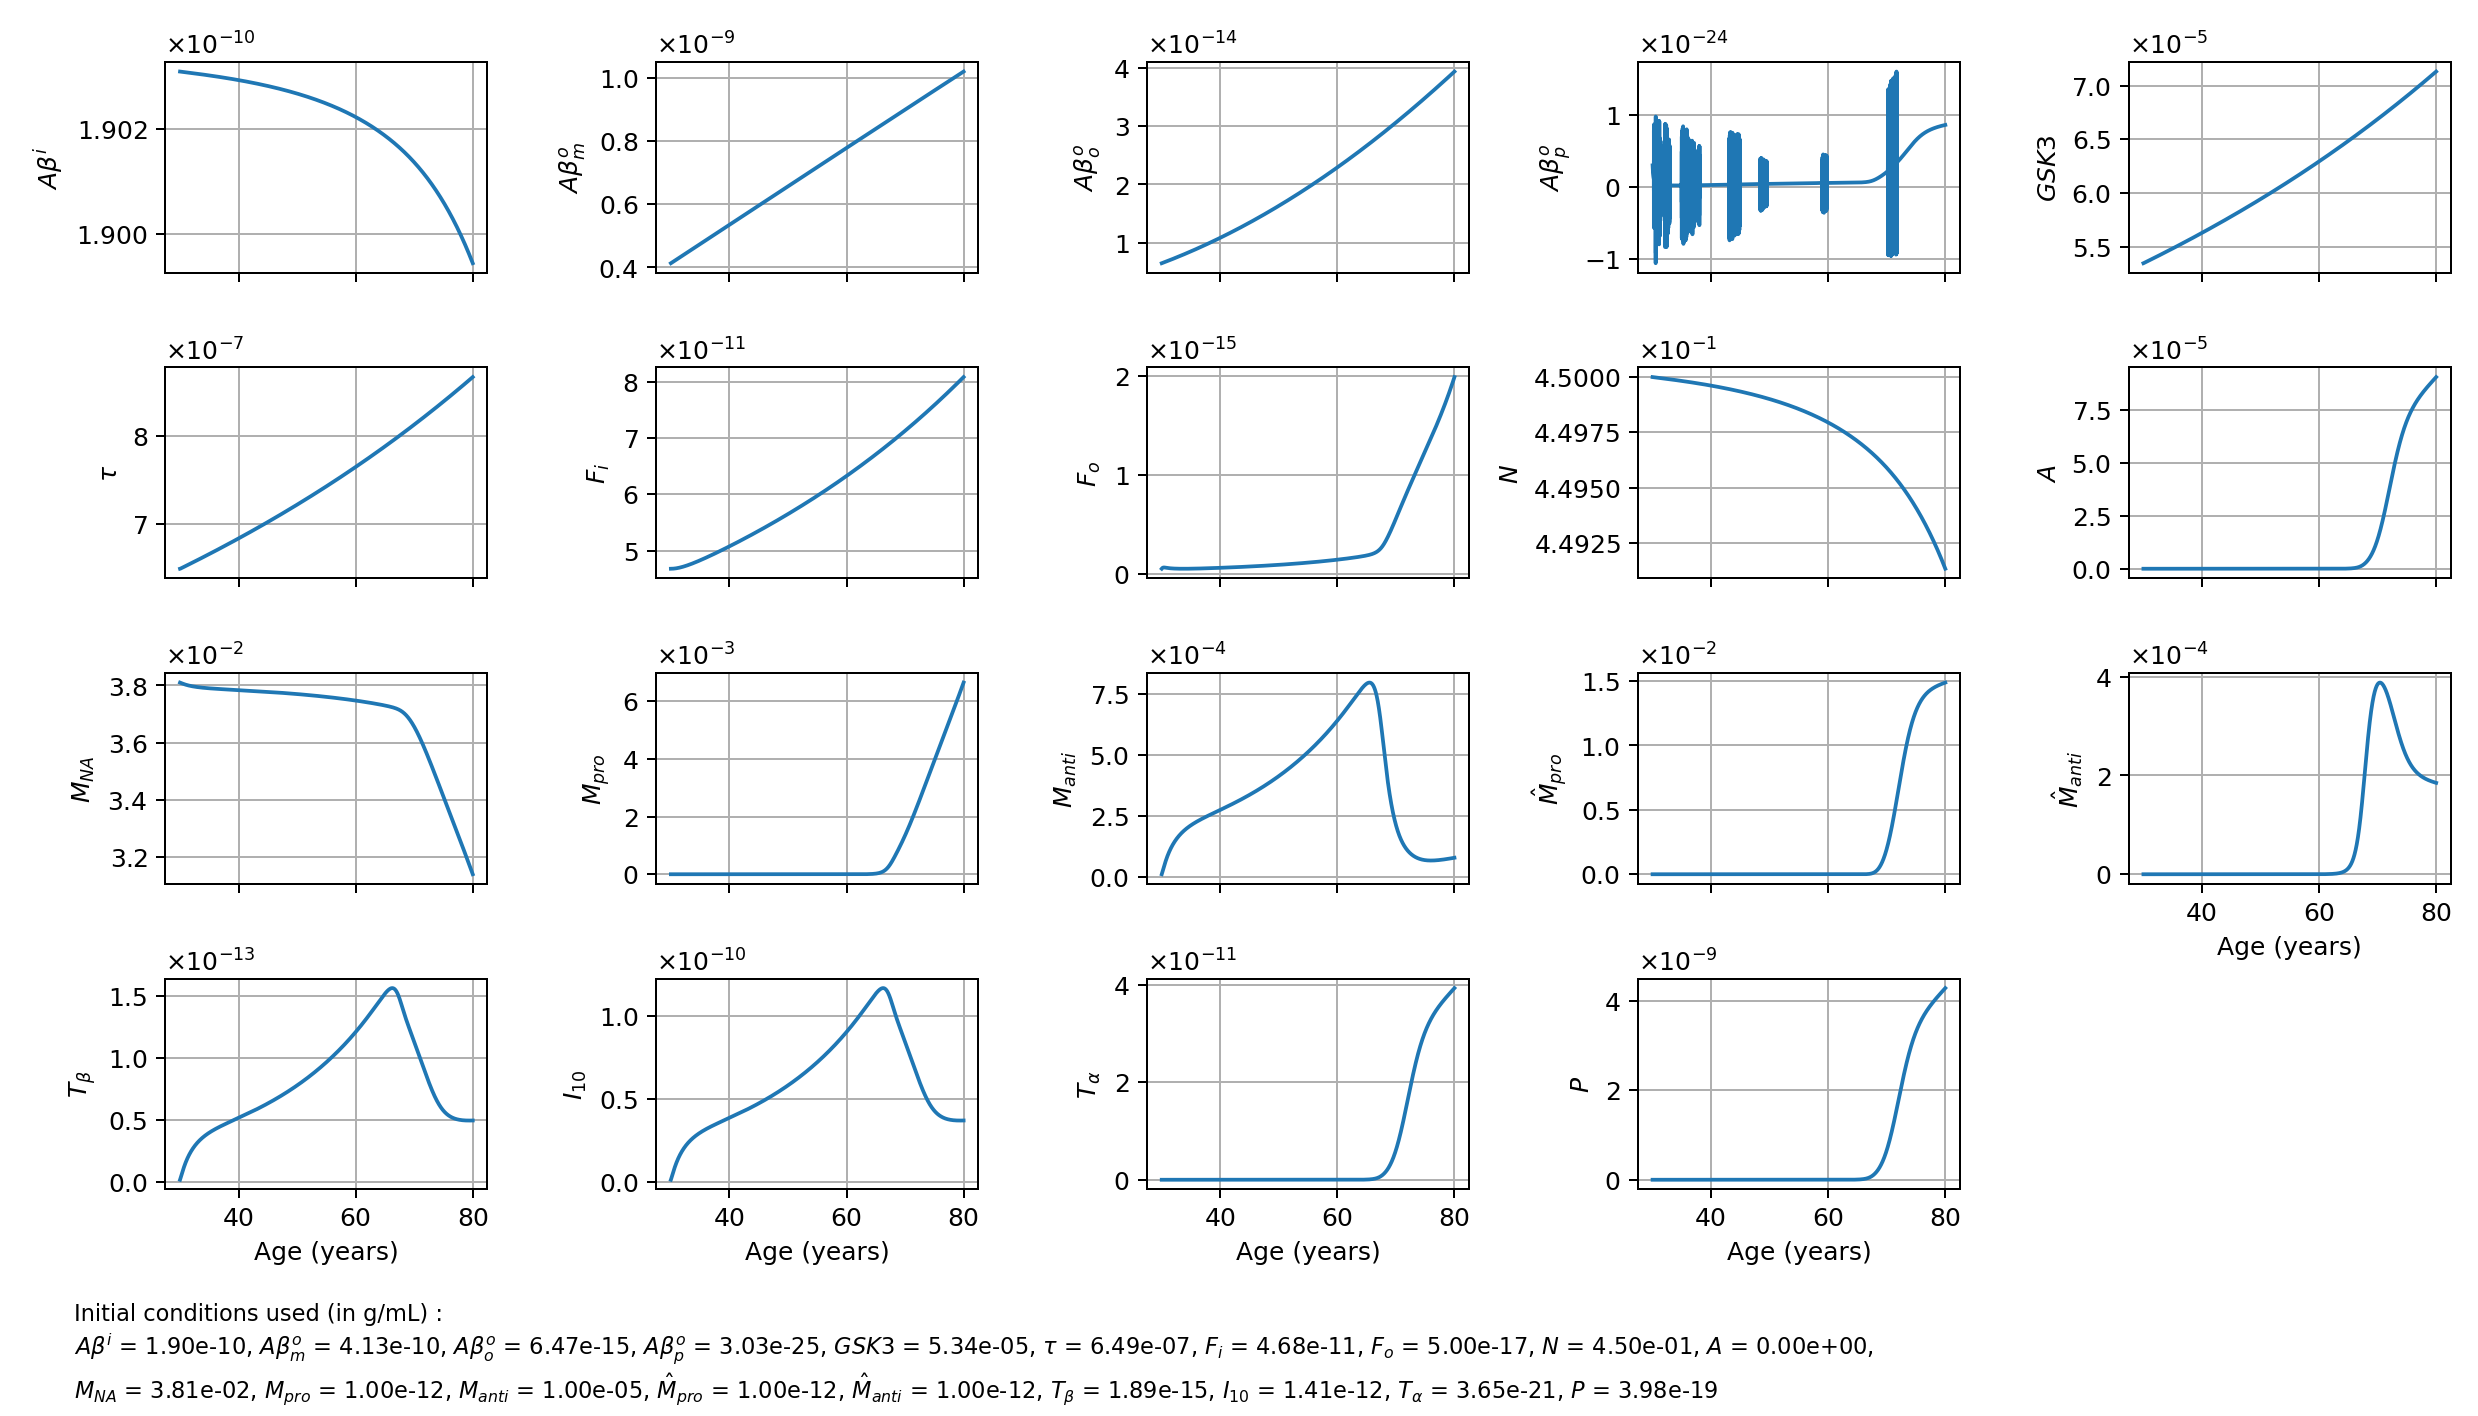 ×10⁻¹⁰ ×10⁻⁹ ×10⁻¹⁴ ×10⁻²⁴ ×10⁻⁵
Aβⁱ 1.902 1.900
Aβₘᵒ 1.0 0.8 0.6 0.4
Aβₒᵒ 4 3 2 1
Aβₚᵒ 1 0 −1
GSK3 7.0 6.5 6.0 5.5
×10⁻⁷ ×10⁻¹¹ ×10⁻¹⁵ ×10⁻¹ ×10⁻⁵
τ 8 7
Fᵢ 8 7 6 5
Fₒ 2 1 0
N 4.5000 4.4975 4.4950 4.4925
A 7.5 5.0 2.5 0.0
×10⁻² ×10⁻³ ×10⁻⁴ ×10⁻² ×10⁻⁴
M_NA 3.8 3.6 3.4 3.2
M_pro 6 4 2 0
M_anti 7.5 5.0 2.5 0.0
M̂_pro 1.5 1.0 0.5 0.0
M̂_anti 4 2 0
40 60 80
Age (years)
×10⁻¹³ ×10⁻¹⁰ ×10⁻¹¹ ×10⁻⁹
T_β 1.5 1.0 0.5 0.0
I₁₀ 1.0 0.5 0.0
T_α 4 2 0
P 4 2 0
40 60 80 40 60 80 40 60 80 40 60 80
Age (years) Age (years) Age (years) Age (years)
Initial conditions used (in g/mL) :
Aβⁱ = 1.90e-10, Aβₘᵒ = 4.13e-10, Aβₒᵒ = 6.47e-15, Aβₚᵒ = 3.03e-25, GSK3 = 5.34e-05, τ = 6.49e-07, Fᵢ = 4.68e-11, Fₒ = 5.00e-17, N = 4.50e-01, A = 0.00e+00,
M_NA = 3.81e-02, M_pro = 1.00e-12, M_anti = 1.00e-05, M̂_pro = 1.00e-12, M̂_anti = 1.00e-12, T_β = 1.89e-15, I₁₀ = 1.41e-12, T_α = 3.65e-21, P = 3.98e-19